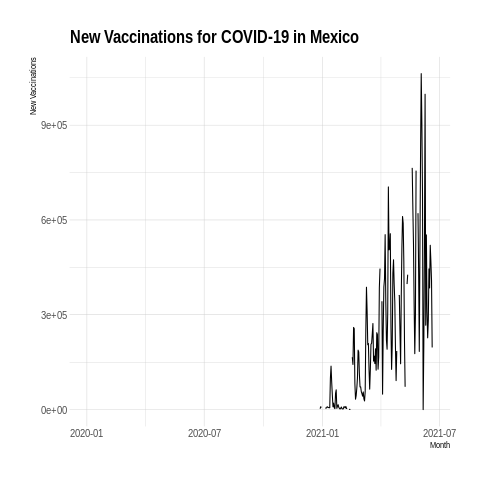 New Vaccinations for COVID-19 in Mexico
New Vaccinations
9e+05
6e+05
3e+05
0e+00
2020-01 2020-07 2021-01 2021-07
Month